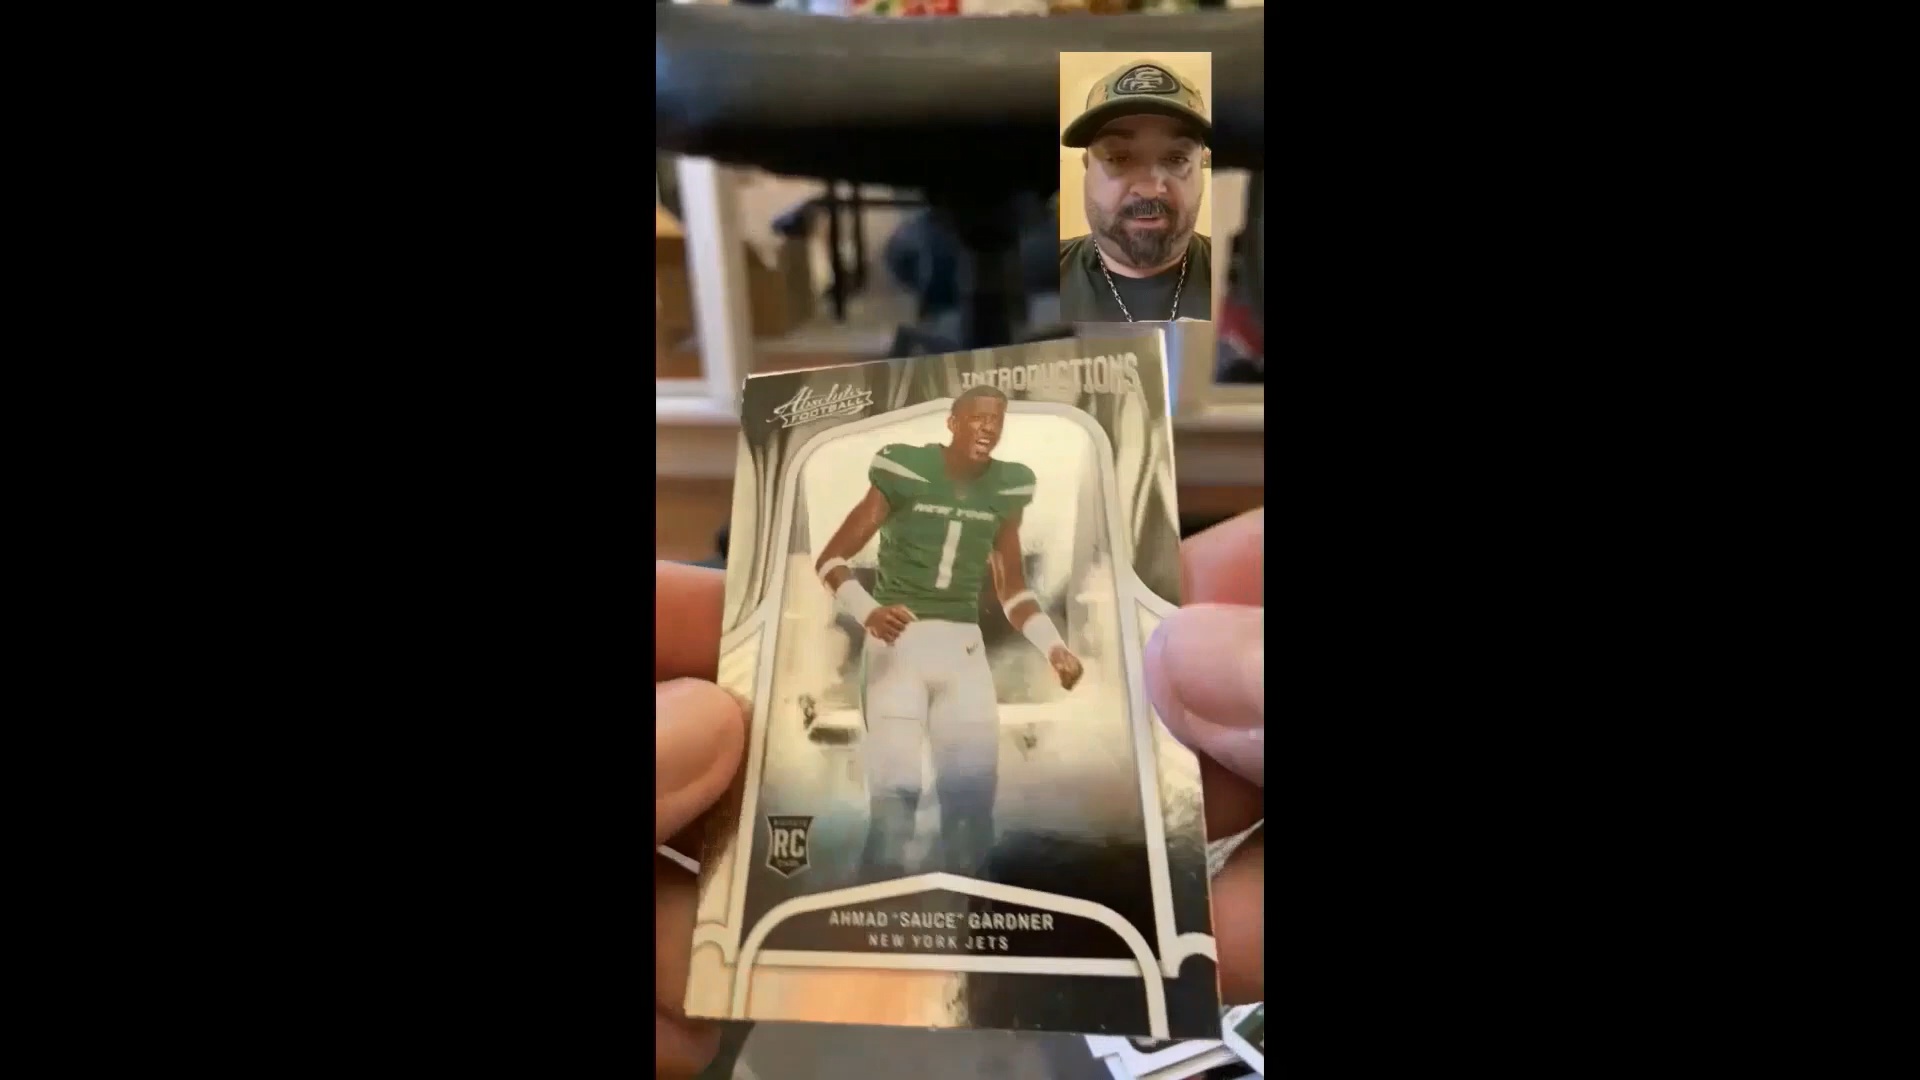 Absolute
FOOTBALL
INTRODUCTIONS
NEW YORK
1
RC
AHMAD "SAUCE" GARDNER
NEW YORK JETS